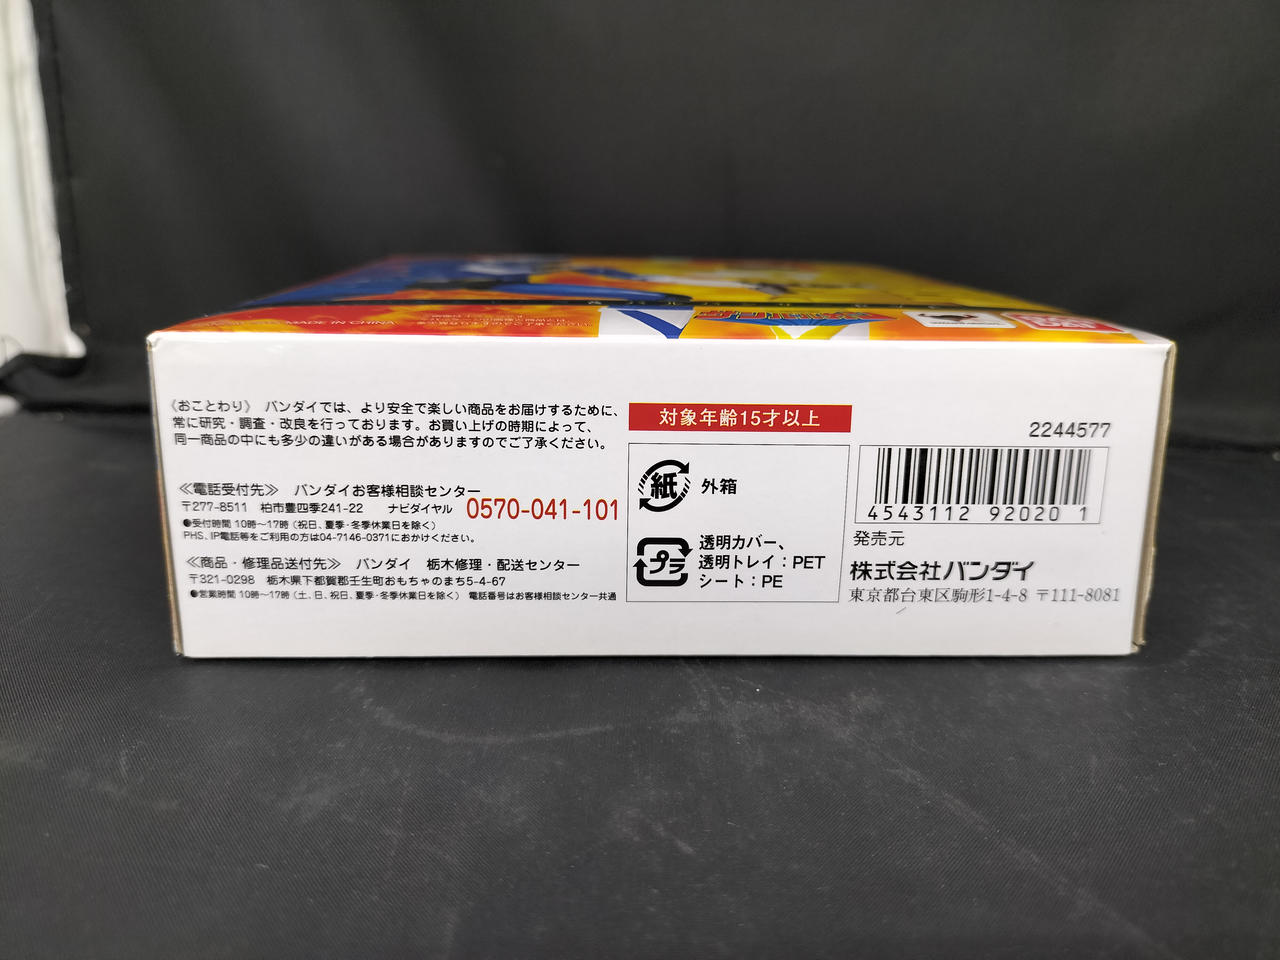 MADE IN CHINA
《おことわり》 バンダイでは、より安全で楽しい商品をお届けするために、
常に研究・調査・改良を行っております。お買い上げの時期によって、
同一商品の中にも多少の違いがある場合がありますのでご了承ください。
≪電話受付先≫ バンダイお客様相談センター
〒277-8511 柏市豊四季241-22 ナビダイヤル 0570-041-101
●受付時間 10時〜17時 (祝日、夏季・冬季休業日を除く)
PHS、IP電話等をご利用の方は04-7146-0371におかけください。
≪商品・修理品送付先≫ バンダイ 栃木修理・配送センター
〒321-0298 栃木県下都賀郡壬生町おもちゃのまち5-4-67
●営業時間 10時〜17時 (土、日、祝日、夏季・冬季休業日を除く) 電話番号はお客様相談センター共通
対象年齢15才以上
紙 外箱
プラ 透明カバー、
透明トレイ：PET
シート：PE
2244577
4543112 92020 1
発売元
株式会社バンダイ
東京都台東区駒形1-4-8 〒111-8081